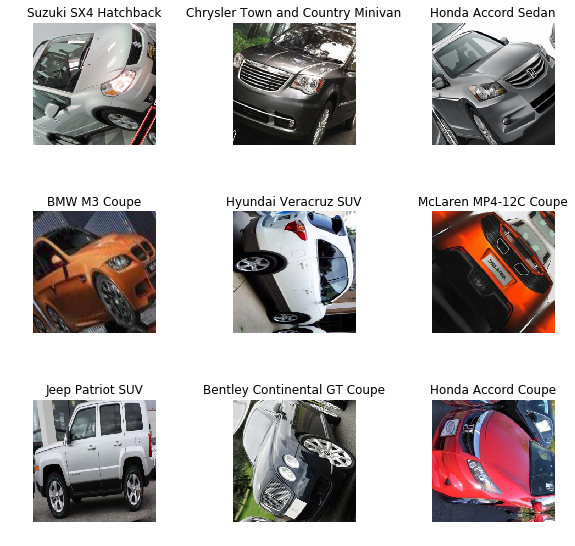 Suzuki SX4 Hatchback
Chrysler Town and Country Minivan
Honda Accord Sedan
BMW M3 Coupe
Hyundai Veracruz SUV
McLaren MP4-12C Coupe
Jeep Patriot SUV
Bentley Continental GT Coupe
Honda Accord Coupe